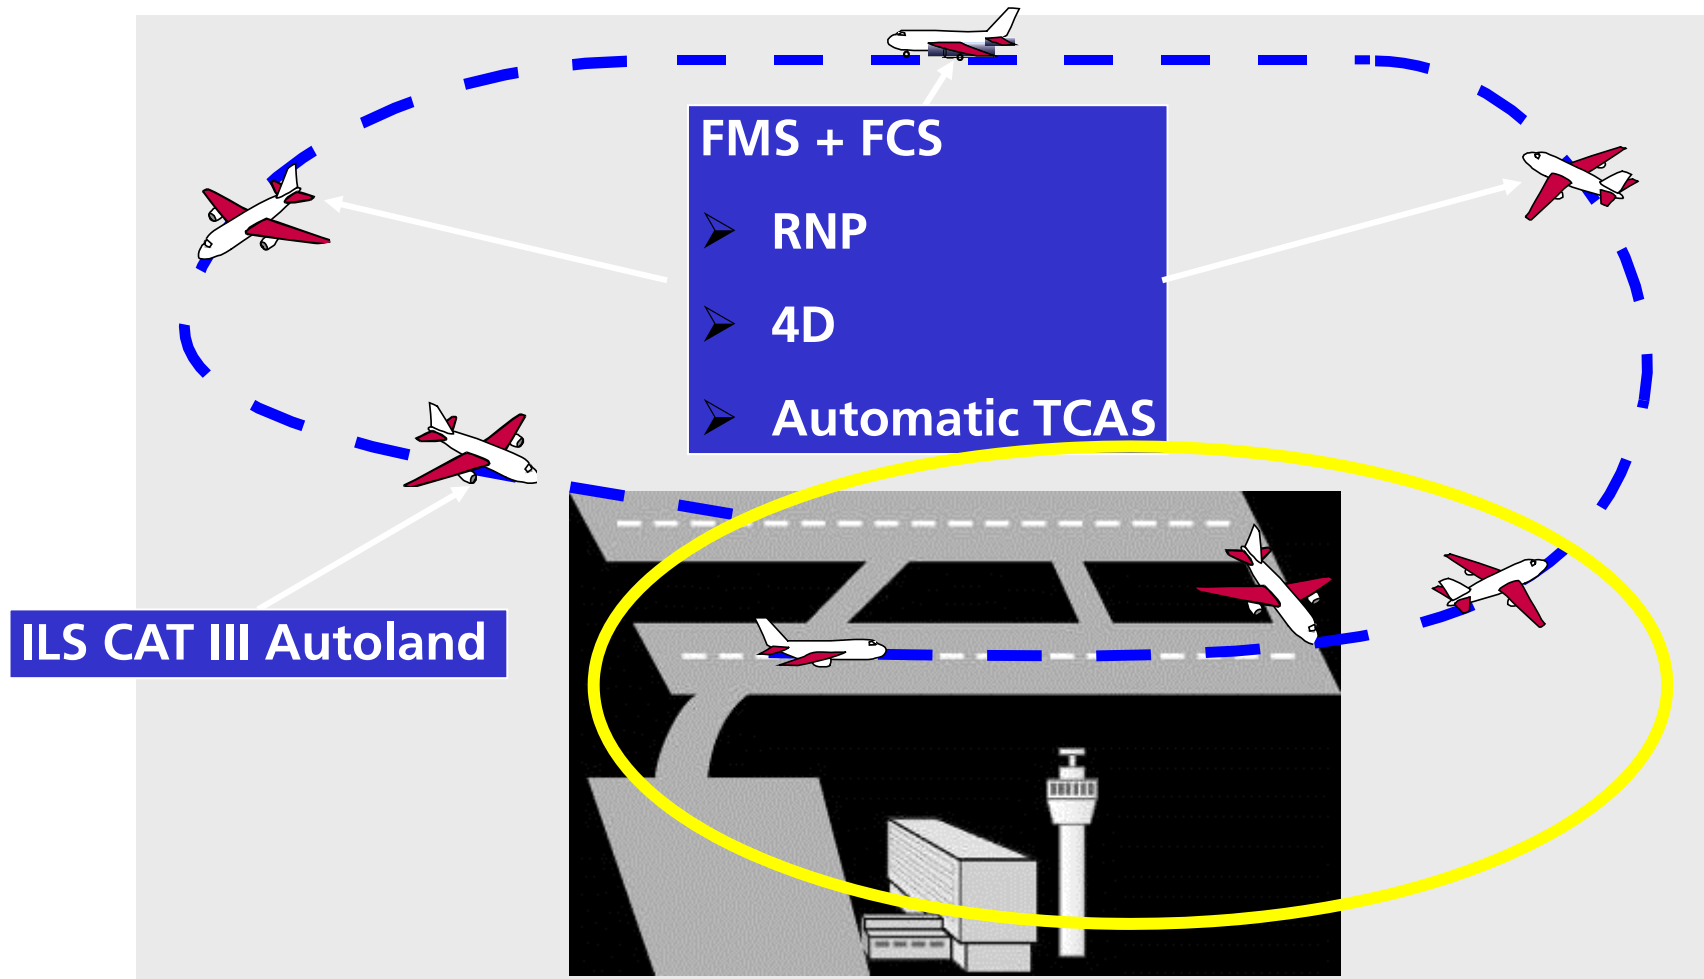 FMS + FCS
RNP
4D
Automatic TCAS
ILS CAT III Autoland